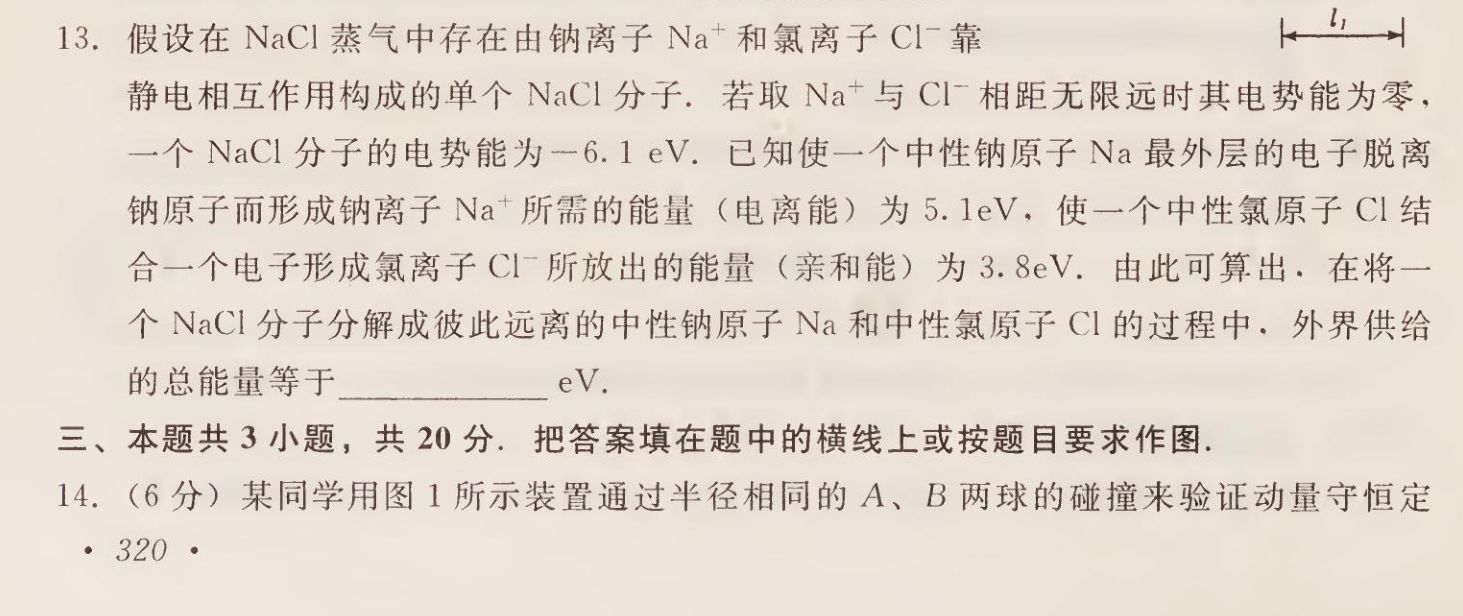 l₁
13. 假设在 NaCl 蒸气中存在由钠离子 Na⁺ 和氯离子 Cl⁻ 靠
静电相互作用构成的单个 NaCl 分子. 若取 Na⁺ 与 Cl⁻ 相距无限远时其电势能为零,
一个 NaCl 分子的电势能为－6.1 eV. 已知使一个中性钠原子 Na 最外层的电子脱离
钠原子而形成钠离子 Na⁺ 所需的能量（电离能）为 5.1eV, 使一个中性氯原子 Cl 结
合一个电子形成氯离子 Cl⁻ 所放出的能量（亲和能）为 3.8eV. 由此可算出, 在将一
个 NaCl 分子分解成彼此远离的中性钠原子 Na 和中性氯原子 Cl 的过程中, 外界供给
的总能量等于____________ eV.
三、本题共 3 小题, 共 20 分. 把答案填在题中的横线上或按题目要求作图.
14.（6 分）某同学用图 1 所示装置通过半径相同的 A、B 两球的碰撞来验证动量守恒定
· 320 ·